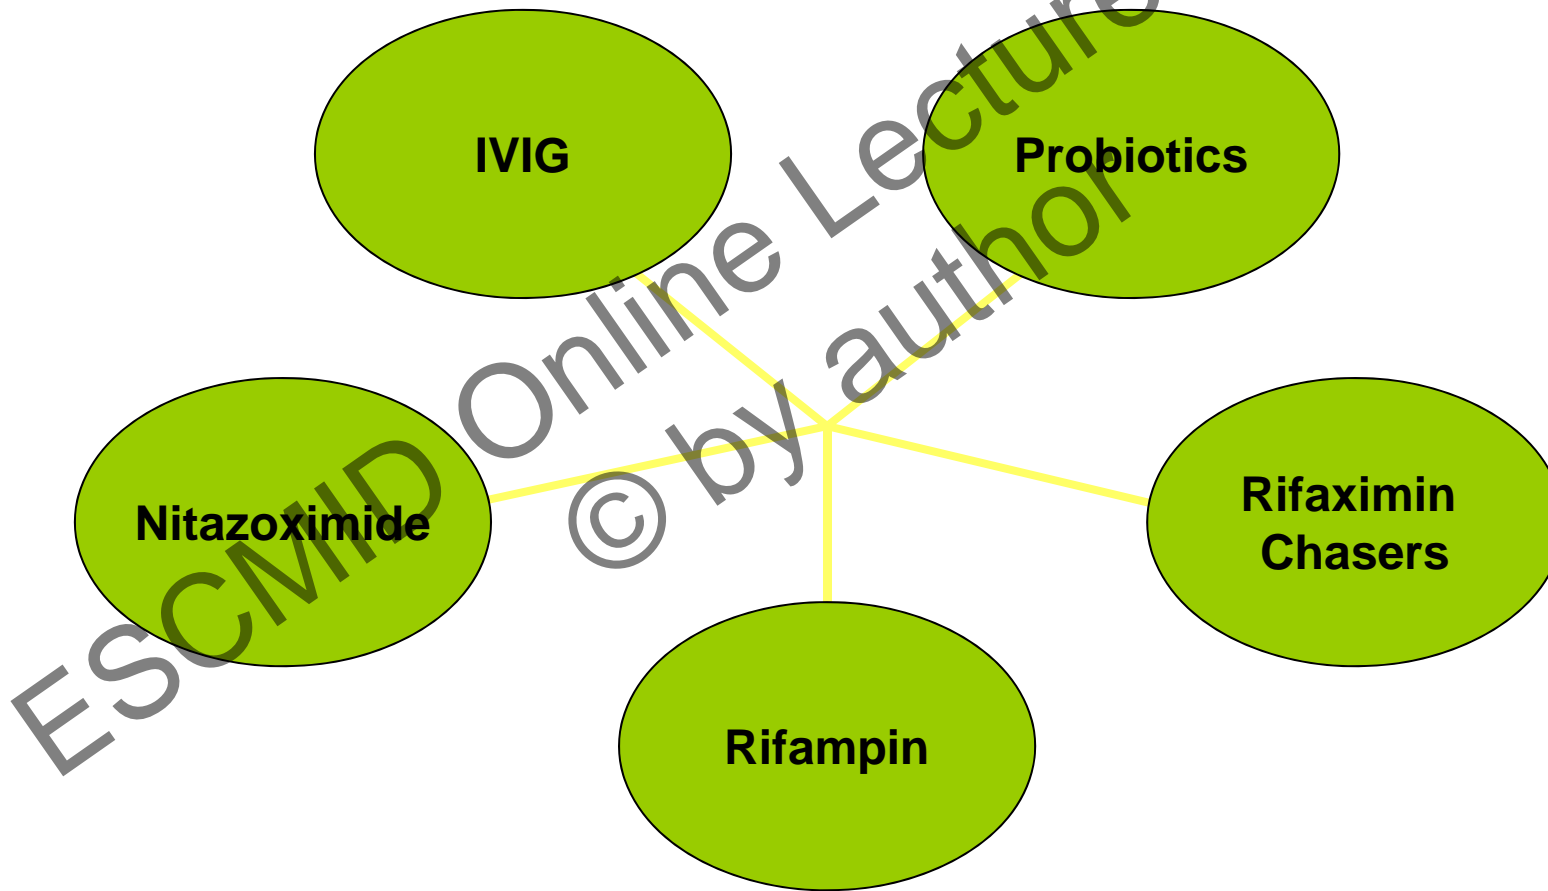 IVIG
Probiotics
Nitazoximide
Rifaximin
Chasers
Rifampin
ESCMID Online Lecture
© by author